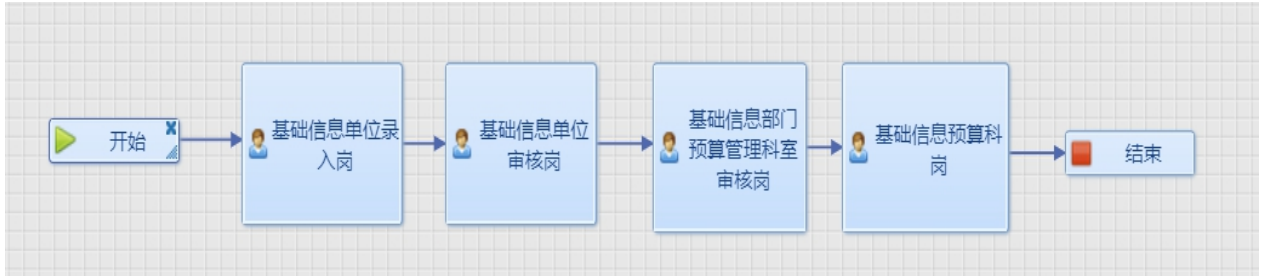 开始
基础信息单位录
入岗
基础信息单位
审核岗
基础信息部门
预算管理科室
审核岗
基础信息预算科
岗
结束